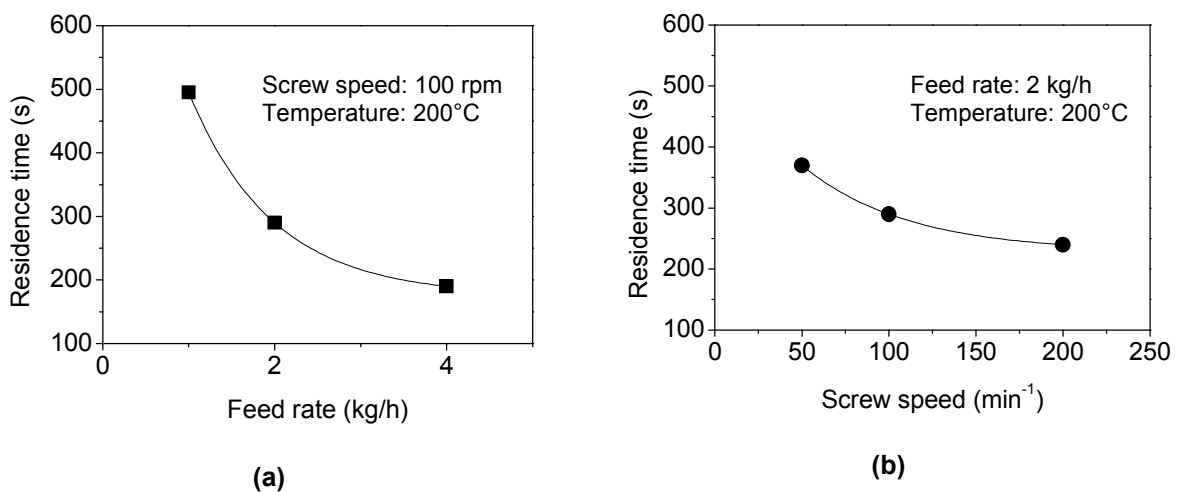 600
500
400
300
200
100
0
2
4
Residence time (s)
Feed rate (kg/h)
Screw speed: 100 rpm
Temperature: 200°C
(a)
600
500
400
300
200
100
0
50
100
150
200
250
Residence time (s)
Screw speed (min⁻¹)
Feed rate: 2 kg/h
Temperature: 200°C
(b)